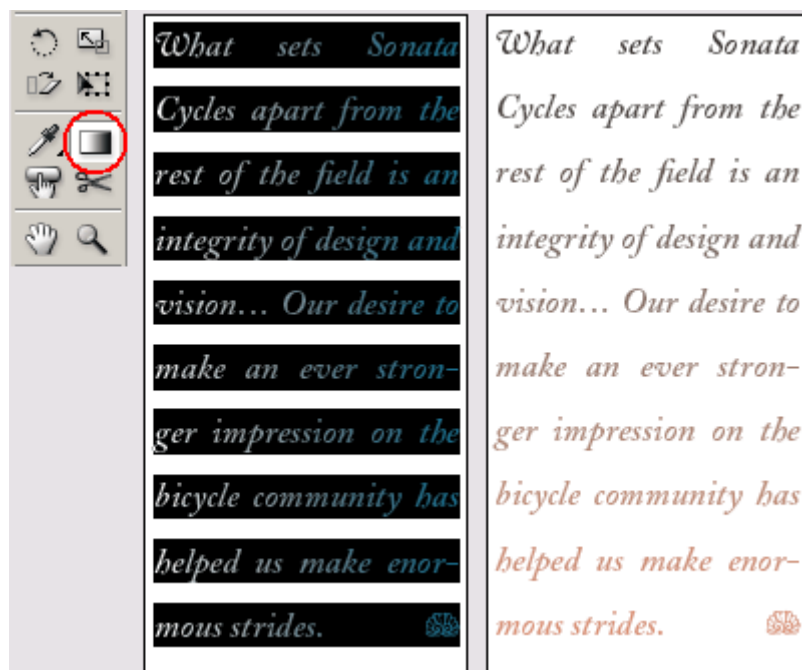 What sets Sonata
Cycles apart from the
rest of the field is an
integrity of design and
vision... Our desire to
make an ever stron-
ger impression on the
bicycle community has
helped us make enor-
mous strides.
What sets Sonata
Cycles apart from the
rest of the field is an
integrity of design and
vision... Our desire to
make an ever stron-
ger impression on the
bicycle community has
helped us make enor-
mous strides.